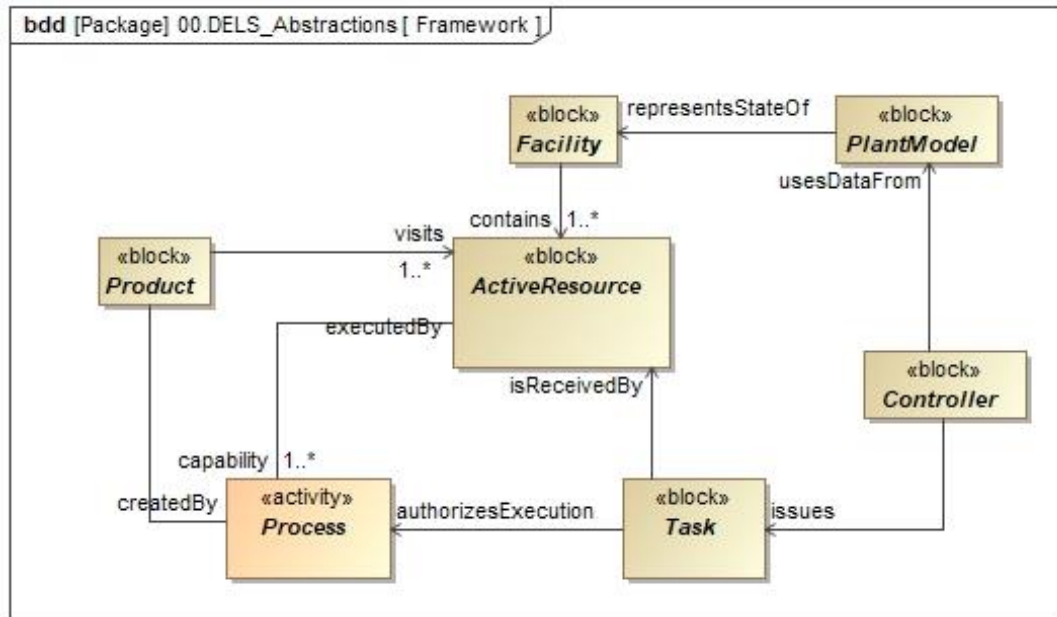 bdd [Package] 00.DELS_Abstractions [ Framework ]
«block»
Facility
representsStateOf
«block»
PlantModel
usesDataFrom
contains 1..*
visits
1..*
«block»
Product
«block»
ActiveResource
executedBy
isReceivedBy
«block»
Controller
capability 1..*
createdBy
«activity»
Process
authorizesExecution
«block»
Task
issues